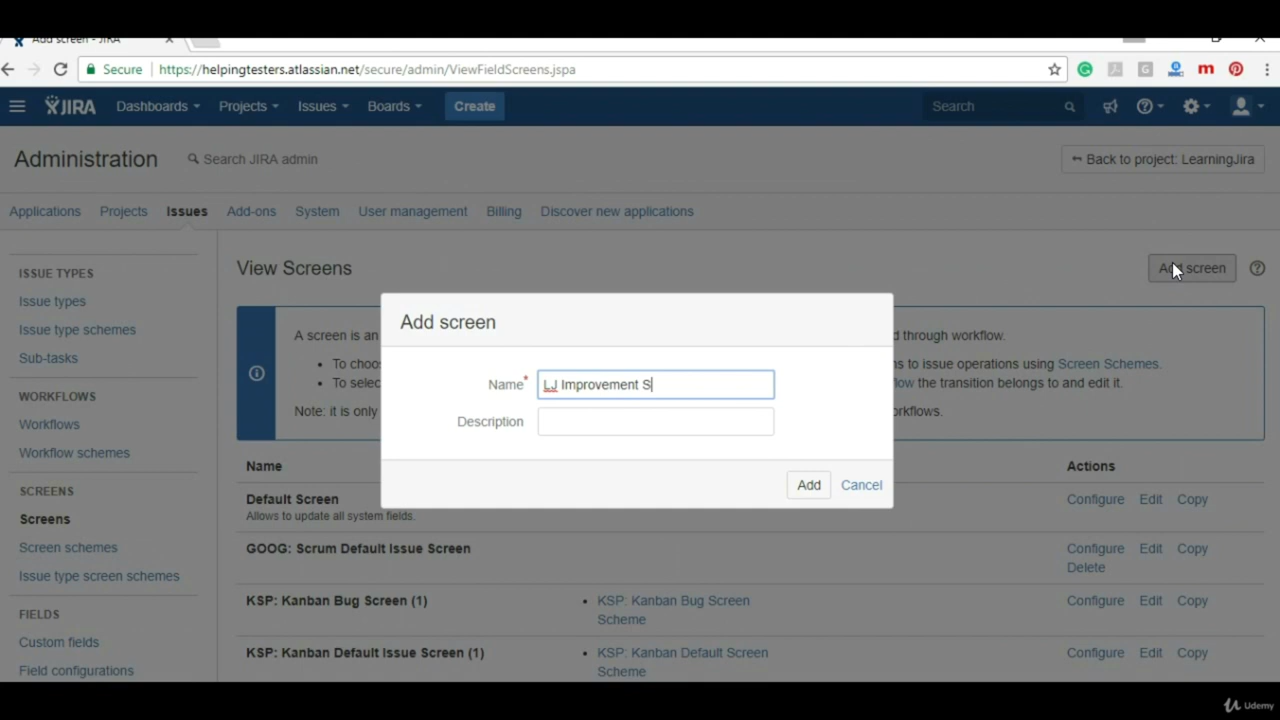 Add screen - JIRA
Secure | https://helpingtesters.atlassian.net/secure/admin/ViewFieldScreens.jspa
JIRA Dashboards Projects Issues Boards Create Search
Administration Search JIRA admin Back to project: LearningJira
Applications Projects Issues Add-ons System User management Billing Discover new applications
ISSUE TYPES
Issue types
Issue type schemes
Sub-tasks
WORKFLOWS
Workflows
Workflow schemes
SCREENS
Screens
Screen schemes
Issue type screen schemes
FIELDS
Custom fields
Field configurations
View Screens Add screen
A screen is an d through workflow.
To choo ns to issue operations using Screen Schemes.
To selec low the transition belongs to and edit it.
Note: it is only rkflows.
Add screen
Name* LJ Improvement S
Description
Add Cancel
Name Actions
Default Screen Configure Edit Copy
Allows to update all system fields.
GOOG: Scrum Default Issue Screen Configure Edit Copy
Delete
KSP: Kanban Bug Screen (1) KSP: Kanban Bug Screen Configure Edit Copy
Scheme
KSP: Kanban Default Issue Screen (1) KSP: Kanban Default Screen Configure Edit Copy
Scheme
Udemy